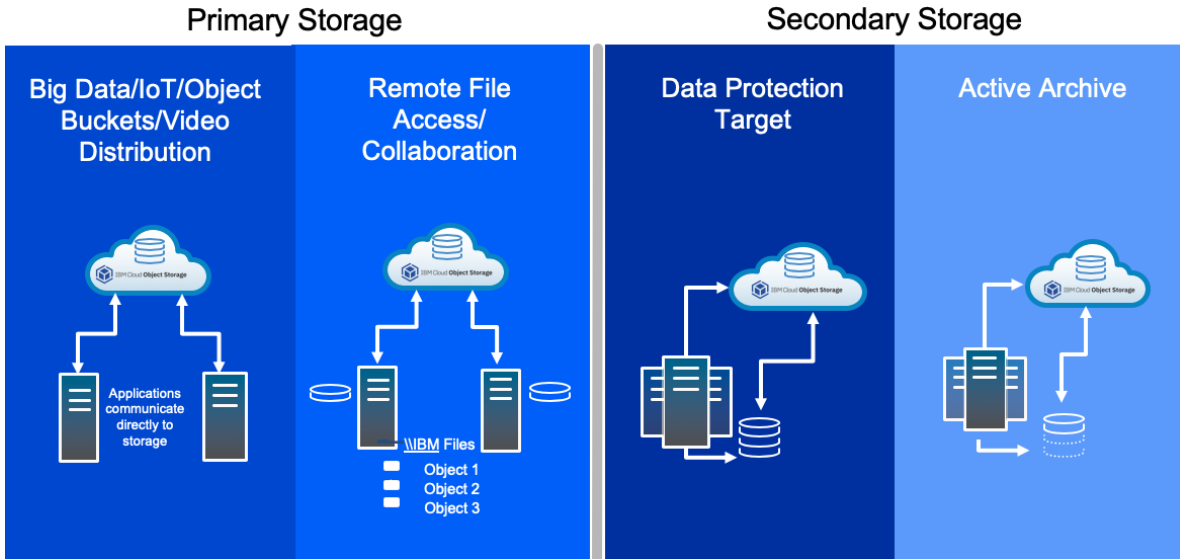 Primary Storage
Secondary Storage
Big Data/IoT/Object
Buckets/Video
Distribution
Remote File
Access/
Collaboration
Data Protection
Target
Active Archive
IBM Cloud Object Storage
IBM Cloud Object Storage
IBM Cloud Object Storage
IBM Cloud Object Storage
Applications
communicate
directly to
storage
\\IBM Files
Object 1
Object 2
Object 3